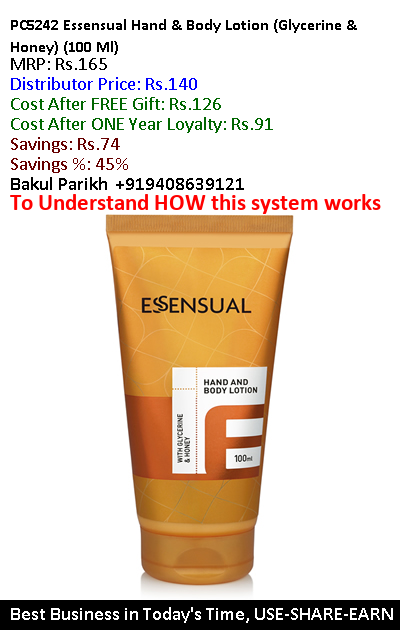 PC5242 Essensual Hand & Body Lotion (Glycerine &
Honey) (100 Ml)
MRP: Rs.165
Distributor Price: Rs.140
Cost After FREE Gift: Rs.126
Cost After ONE Year Loyalty: Rs.91
Savings: Rs.74
Savings %: 45%
Bakul Parikh +919408639121
To Understand HOW this system works
ESSENSUAL
HAND AND
BODY LOTION
WITH GLYCERINE
& HONEY
100ml
Best Business in Today's Time, USE-SHARE-EARN